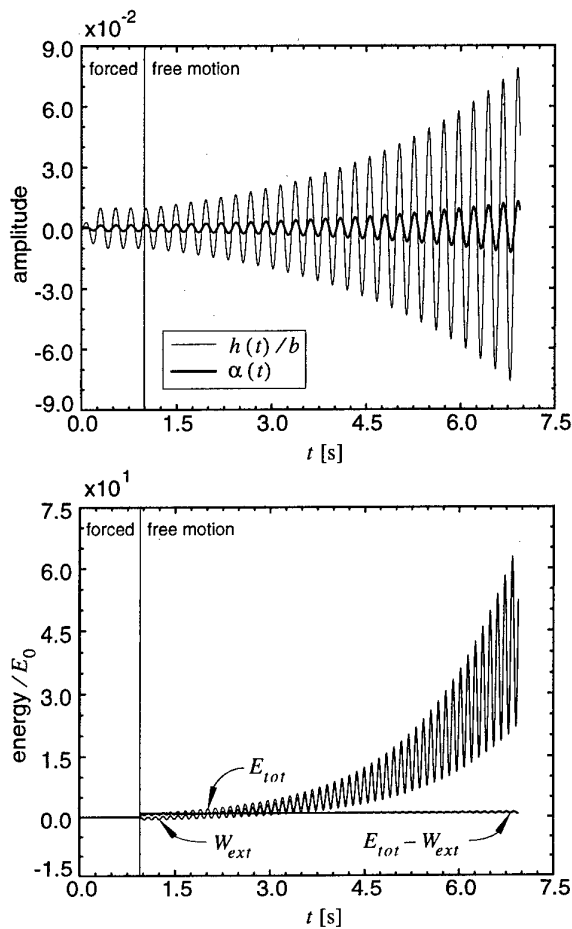 x10⁻²
9.0
forced
free motion
6.0
3.0
0.0
-3.0
-6.0
-9.0
amplitude
h(t)/b
α(t)
0.0 1.5 3.0 4.5 6.0 7.5
t [s]
x10¹
7.5
forced
free motion
6.0
4.5
3.0
1.5
0.0
-1.5
energy/E₀
E_tot
W_ext
E_tot − W_ext
0.0 1.5 3.0 4.5 6.0 7.5
t [s]